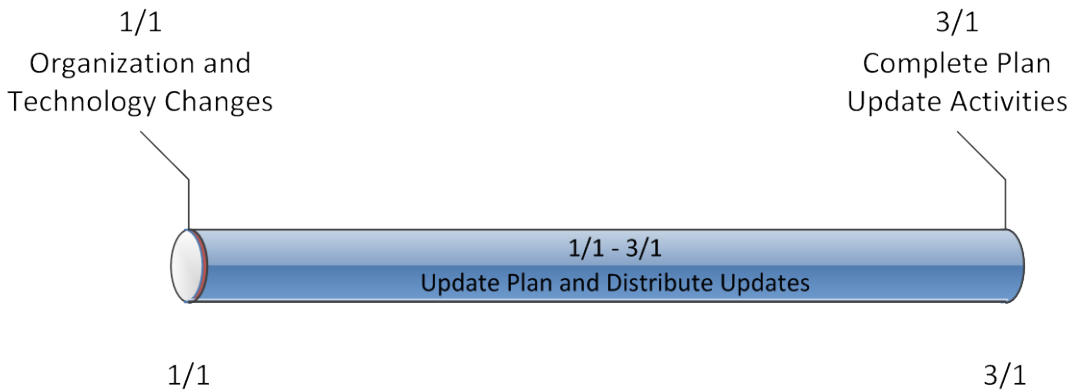 1/1
Organization and
Technology Changes
3/1
Complete Plan
Update Activities
1/1 - 3/1
Update Plan and Distribute Updates
1/1
3/1